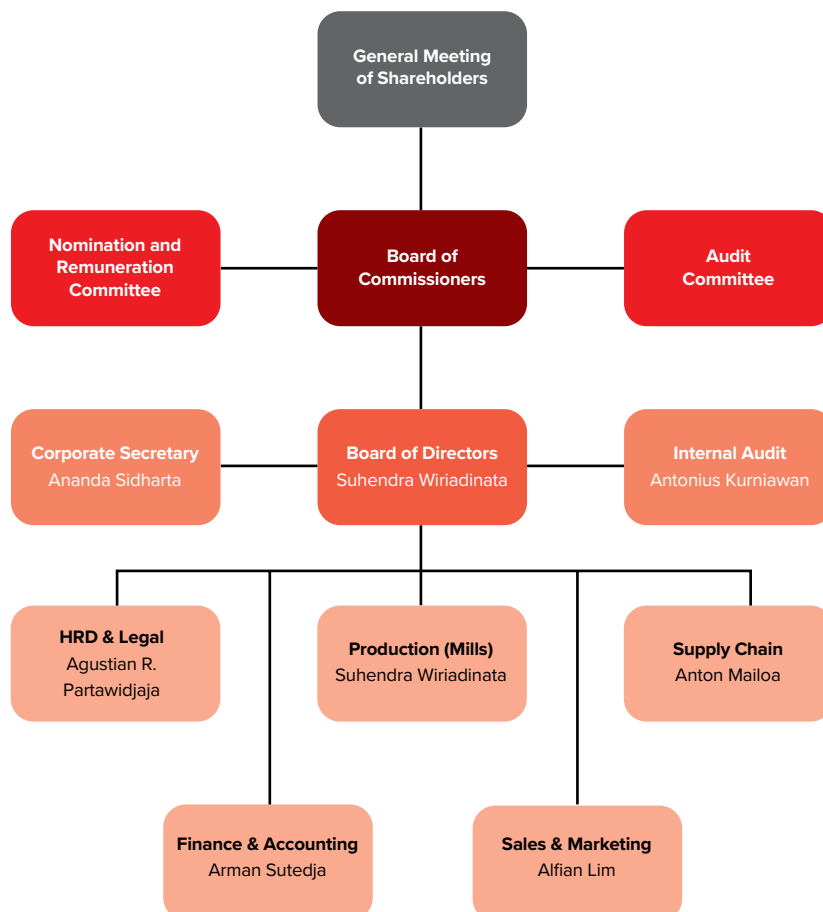 General Meeting
of Shareholders
Nomination and
Remuneration
Committee
Board of
Commissioners
Audit
Committee
Corporate Secretary
Ananda Sidharta
Board of Directors
Suhendra Wiriadinata
Internal Audit
Antonius Kurniawan
HRD & Legal
Agustian R.
Partawidjaja
Production (Mills)
Suhendra Wiriadinata
Supply Chain
Anton Mailoa
Finance & Accounting
Arman Sutedja
Sales & Marketing
Alfian Lim